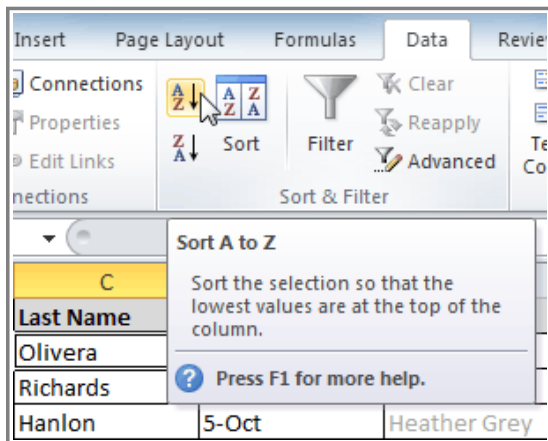 Insert Page Layout Formulas Data Review
Connections
Properties
Edit Links
Sort
Filter
Clear
Reapply
Advanced
nections
Sort & Filter
Sort A to Z
Sort the selection so that the
lowest values are at the top of the
column.
Press F1 for more help.
C
Last Name
Olivera
Richards
Hanlon 5-Oct Heather Grey